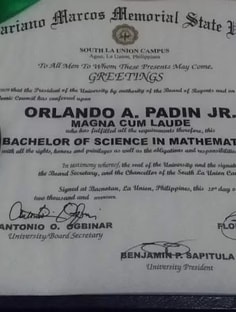 ariano Marcos Memorial State U
SOUTH LA UNION CAMPUS
Agoo, La Union, Philippines
To All Men To Whom These Presents May Come,
GREETINGS
that the President of the University by authority of the Board of Regents and on
demic Council has conferred upon
ORLANDO A. PADIN JR.
MAGNA CUM LAUDE
who has fulfilled all the requirements therefore, this
BACHELOR OF SCIENCE IN MATHEMAT
with all the rights, honors and privileges as well as the obligations and responsibilities
In testimony whereof, the seal of the University and the signat
the Board Secretary, and the Chancellor of the South La Union Cam
Signed at Bacnotan, La Union, Philippines, this
two thousand and
ANTONIO O. OGBINAR
University/Board Secretary
FLO
BENJAMIN P. SAPITULA
University President